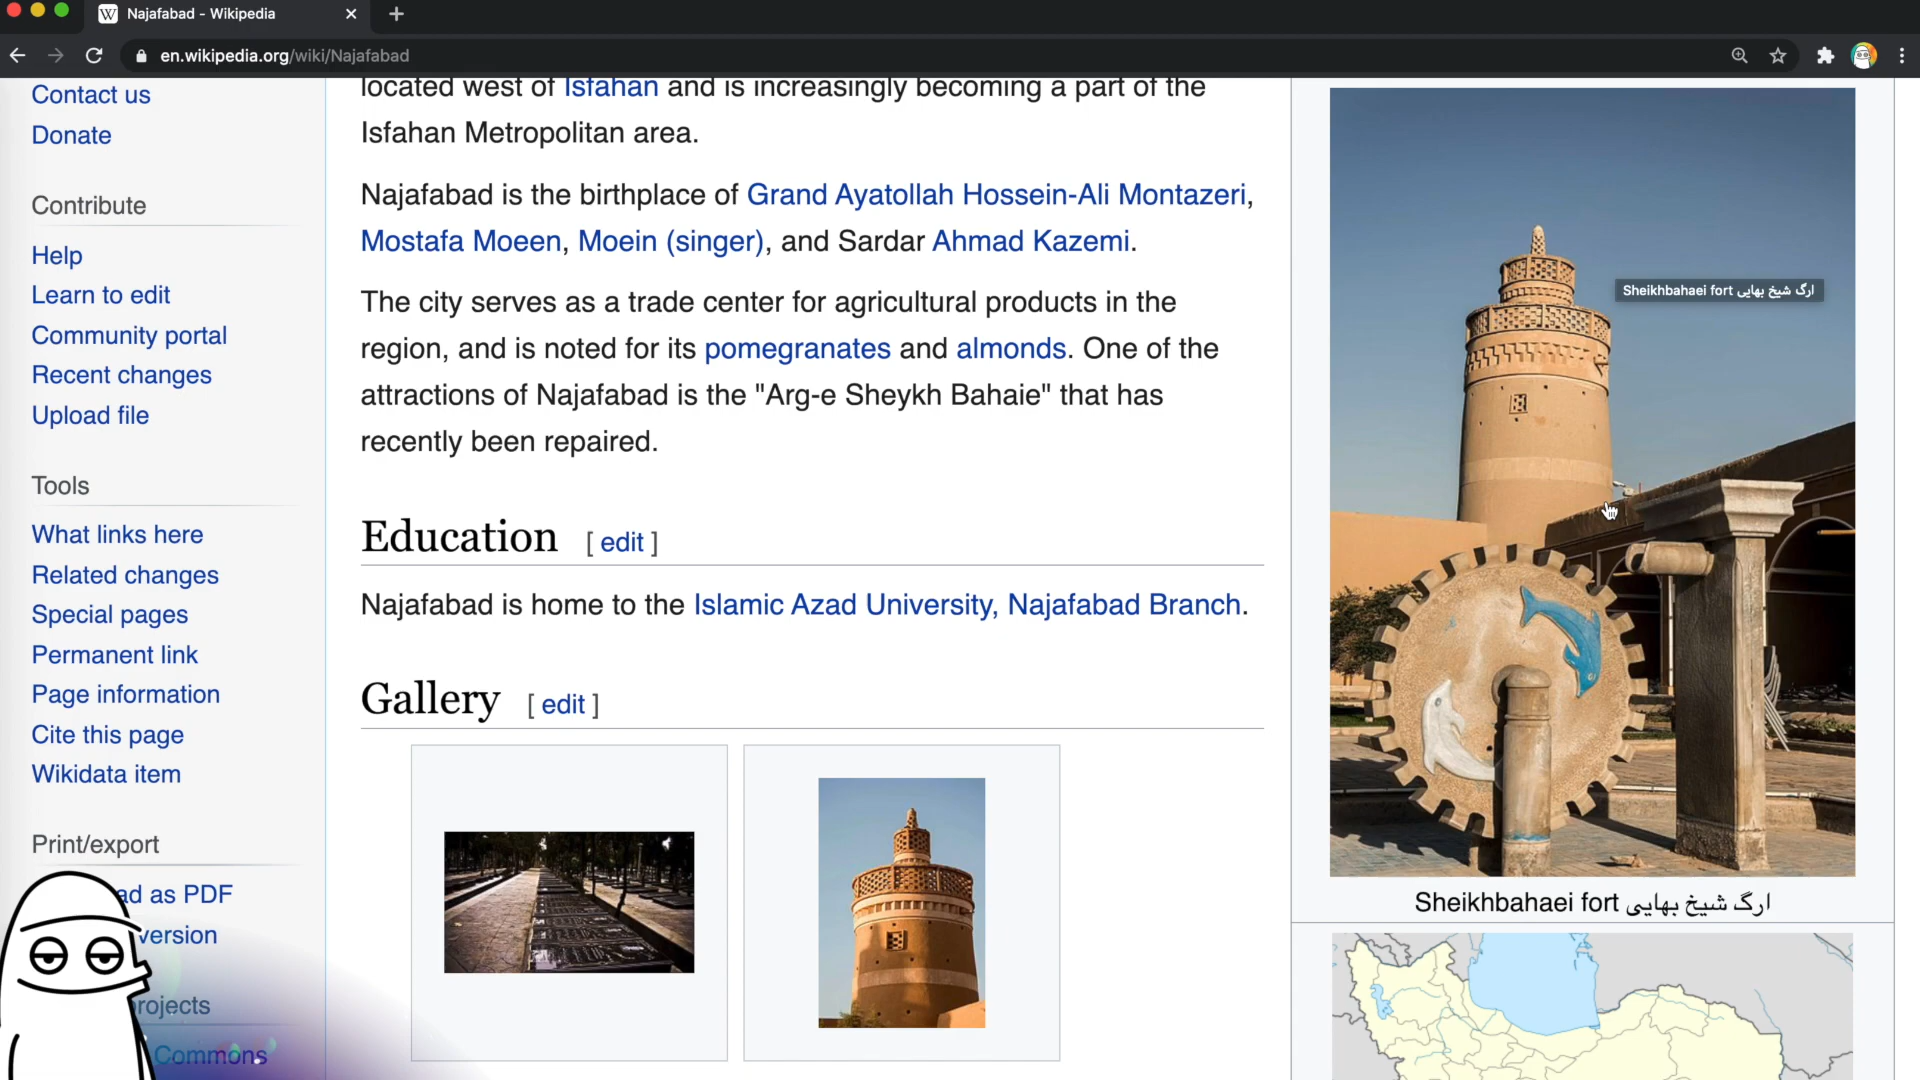 Najafabad - Wikipedia
en.wikipedia.org/wiki/Najafabad
Contact us
Donate
Contribute
Help
Learn to edit
Community portal
Recent changes
Upload file
Tools
What links here
Related changes
Special pages
Permanent link
Page information
Cite this page
Wikidata item
Print/export
ad as PDF
version
rojects
Commons
located west of Isfahan and is increasingly becoming a part of the
Isfahan Metropolitan area.
Najafabad is the birthplace of Grand Ayatollah Hossein-Ali Montazeri,
Mostafa Moeen, Moein (singer), and Sardar Ahmad Kazemi.
The city serves as a trade center for agricultural products in the
region, and is noted for its pomegranates and almonds. One of the
attractions of Najafabad is the "Arg-e Sheykh Bahaie" that has
recently been repaired.
Education [ edit ]
Najafabad is home to the Islamic Azad University, Najafabad Branch.
Gallery [ edit ]
Sheikhbahaei fort ارگ شیخ بهایی
Sheikhbahaei fort ارگ شیخ بهایی